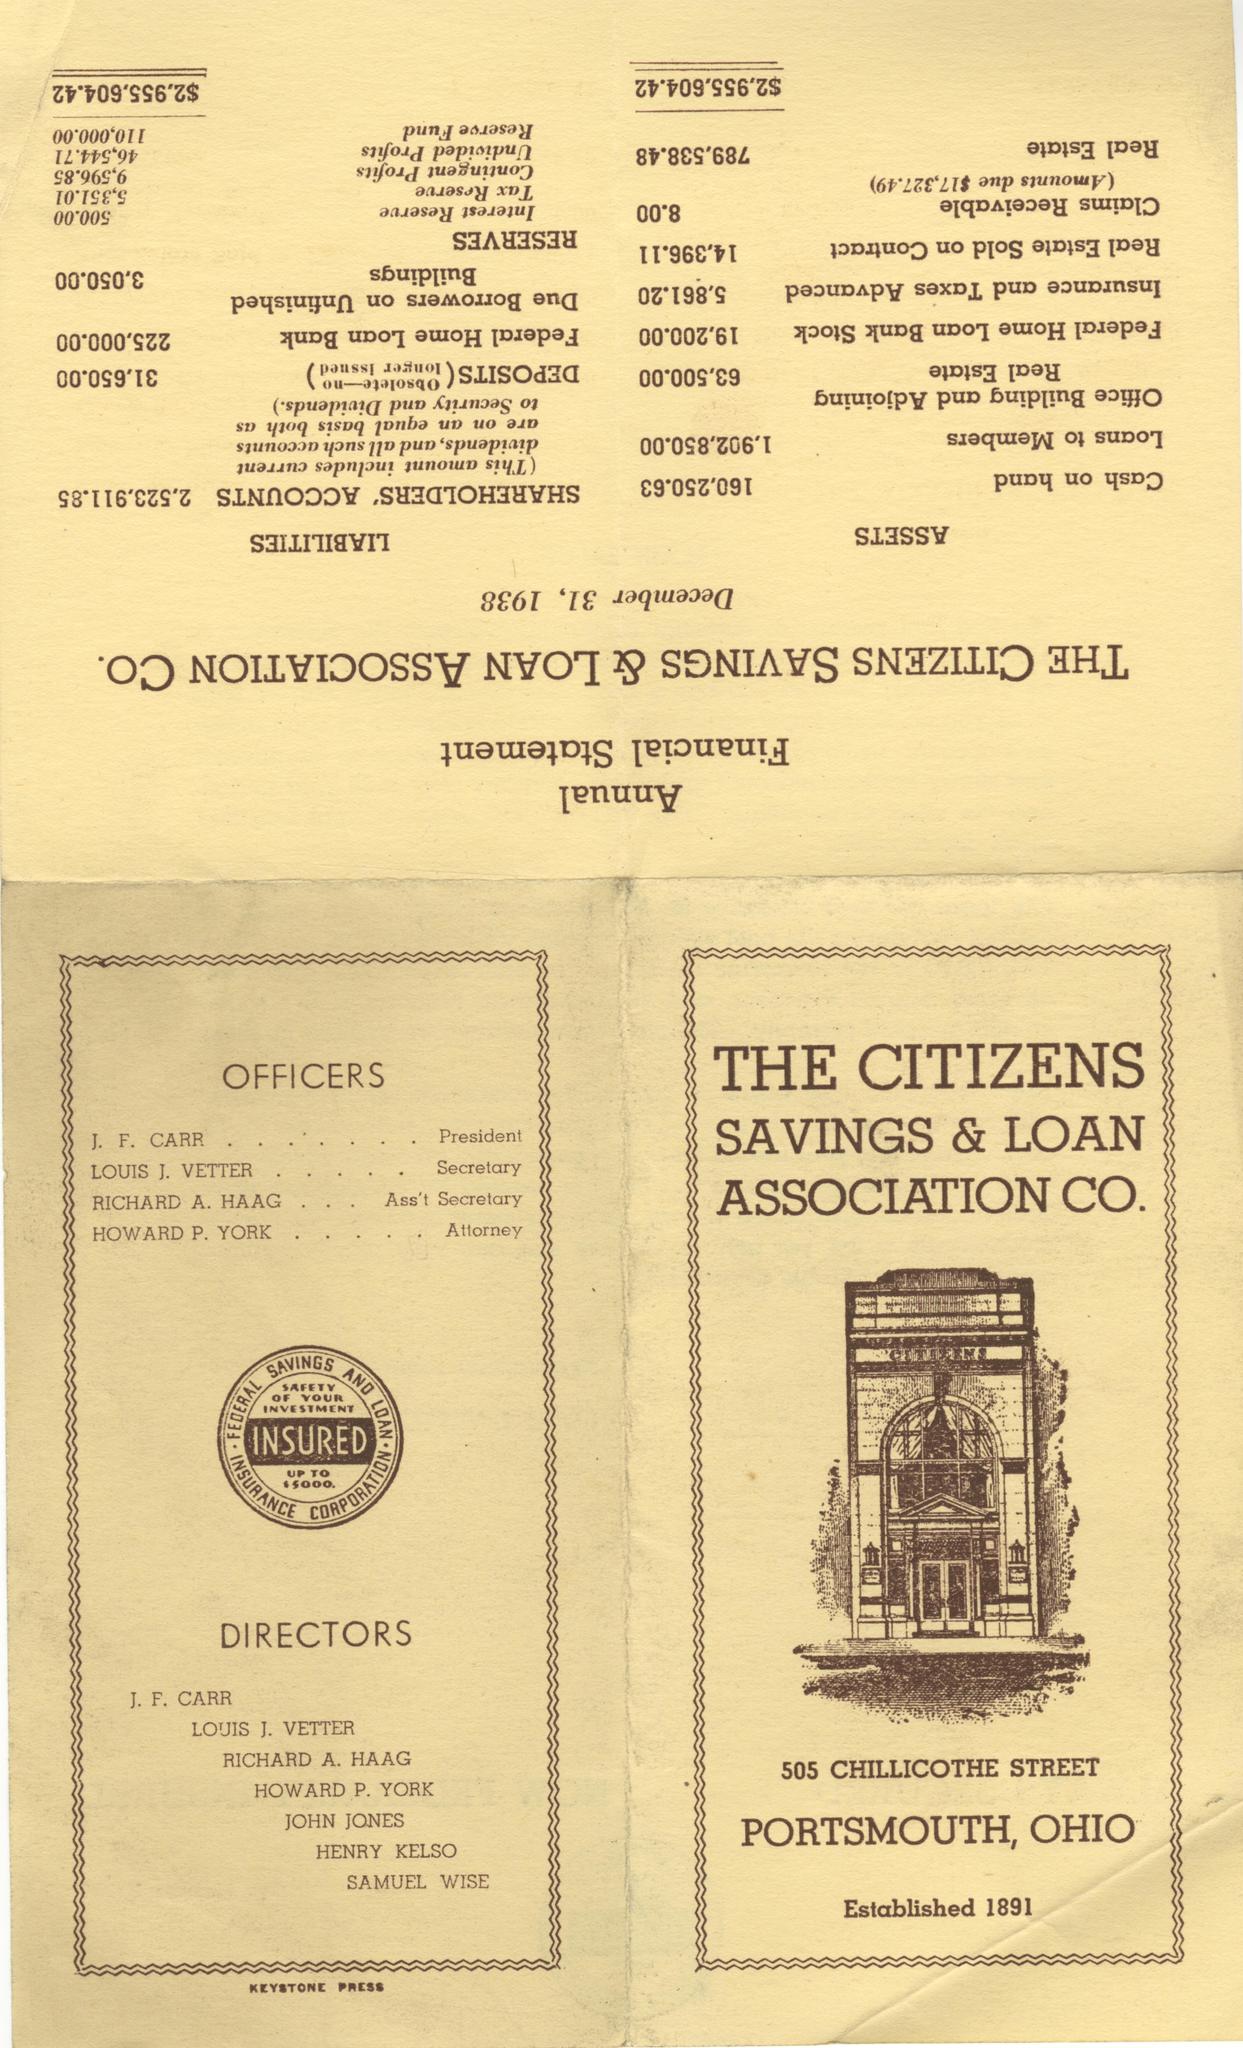 THE CITIZENS
SAVINGS & LOAN
ASSOCIATION CO.
CITIZENS
505 CHILLICOTHE STREET
PORTSMOUTH, OHIO
Established 1891
OFFICERS
J. F. CARR . . . . . . . President
LOUIS J. VETTER . . . . . Secretary
RICHARD A. HAAG . . . Ass't Secretary
HOWARD P. YORK . . . . . Attorney
FEDERAL SAVINGS AND LOAN
INSURANCE CORPORATION
SAFETY
OF YOUR
INVESTMENT
INSURED
UP TO
$5000.
DIRECTORS
J. F. CARR
LOUIS J. VETTER
RICHARD A. HAAG
HOWARD P. YORK
JOHN JONES
HENRY KELSO
SAMUEL WISE
KEYSTONE PRESS
Annual
Financial Statement
THE CITIZENS SAVINGS & LOAN ASSOCIATION CO.
December 31, 1938
ASSETS
Cash on hand 160,250.63
Loans to Members 1,902,850.00
Office Building and Adjoining
Real Estate 63,500.00
Federal Home Loan Bank Stock 19,200.00
Insurance and Taxes Advanced 5,861.20
Real Estate Sold on Contract 14,396.11
Claims Receivable 8.00
(Amounts due $17,327.49)
Real Estate 789,538.48
$2,955,604.42
LIABILITIES
SHAREHOLDERS' ACCOUNTS 2,523,911.85
(This amount includes current
dividends, and all such accounts
are on an equal basis both as
to Security and Dividends.)
DEPOSITS (Obsolete—no longer issued) 31,650.00
Federal Home Loan Bank 225,000.00
Due Borrowers on Unfinished
Buildings 3,050.00
RESERVES
Interest Reserve 500.00
Tax Reserve 5,351.01
Contingent Profits 9,596.85
Undivided Profits 46,544.71
Reserve Fund 110,000.00
$2,955,604.42